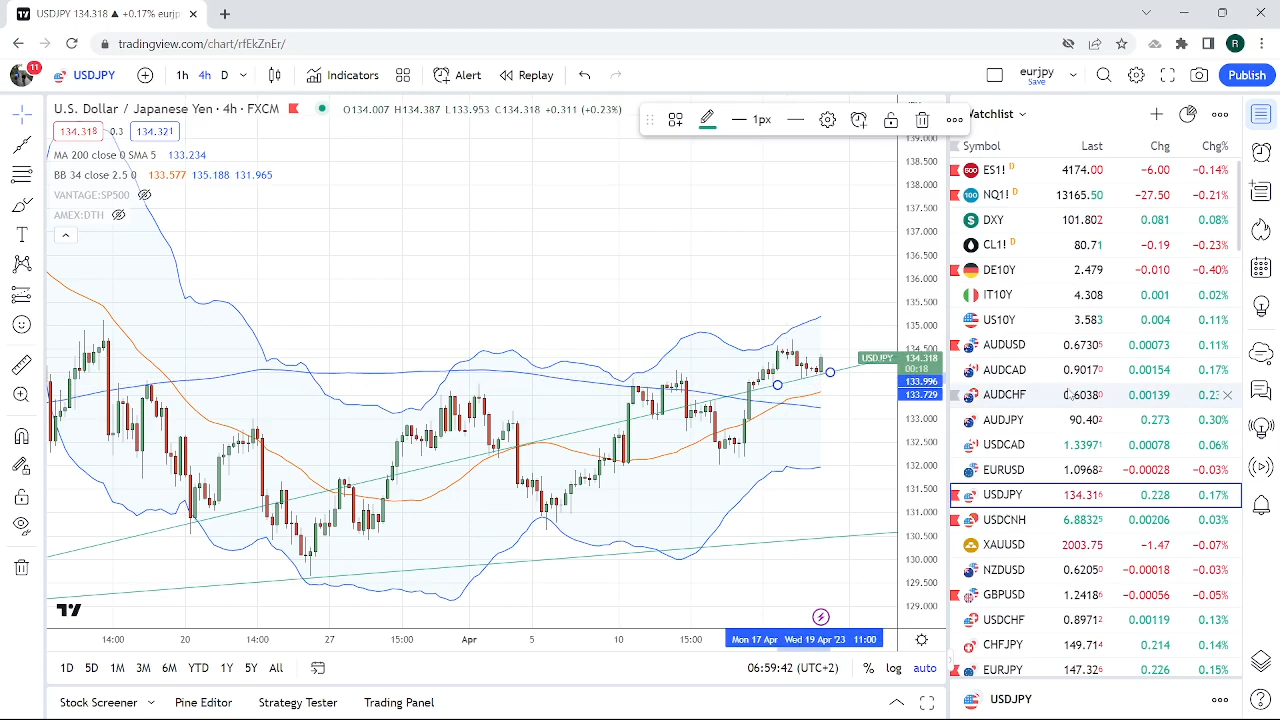 USDJPY 134.318 ▲ +0.17% eurjp
tradingview.com/chart/rfEkZnEr/
R
11
USDJPY 1h 4h D Indicators Alert Replay eurjpy Save Publish
U.S. Dollar / Japanese Yen · 4h · FXCM O134.007 H134.387 L133.953 C134.318 +0.311 (+0.23%)
134.318 0.3 134.321
1px
MA 200 close 0 SMA 5 133.234
BB 34 close 2.5 0 133.577 135.188 131.965
VANTAGE:SP500
AMEX:DTH
139.000
138.500
138.000
137.500
137.000
136.500
136.000
135.500
135.000
134.500
USDJPY 134.318
00:18
133.996
133.729
133.000
132.500
132.000
131.500
131.000
130.500
130.000
129.500
129.000
14:00 20 14:00 27 15:00 Apr 5 10 15:00 Mon 17 Apr Wed 19 Apr '23 11:00
1D 5D 1M 3M 6M YTD 1Y 5Y All 06:59:42 (UTC+2) % log auto
Stock Screener Pine Editor Strategy Tester Trading Panel
Watchlist
Symbol Last Chg Chg%
ES1! D 4174.00 −6.00 −0.14%
NQ1! D 13165.50 −27.50 −0.21%
DXY 101.802 0.081 0.08%
CL1! D 80.71 −0.19 −0.23%
DE10Y 2.479 −0.010 −0.40%
IT10Y 4.308 0.001 0.02%
US10Y 3.583 0.004 0.11%
AUDUSD 0.67305 0.00073 0.11%
AUDCAD 0.90170 0.00154 0.17%
AUDCHF 0.60380 0.00139 0.23
AUDJPY 90.402 0.273 0.30%
USDCAD 1.33971 0.00078 0.06%
EURUSD 1.09682 −0.00028 −0.03%
USDJPY 134.316 0.228 0.17%
USDCNH 6.88325 0.00206 0.03%
XAUUSD 2003.75 −1.47 −0.07%
NZDUSD 0.62050 −0.00018 −0.03%
GBPUSD 1.24186 −0.00056 −0.05%
USDCHF 0.89712 0.00119 0.13%
CHFJPY 149.714 0.214 0.14%
EURJPY 147.326 0.226 0.15%
USDJPY